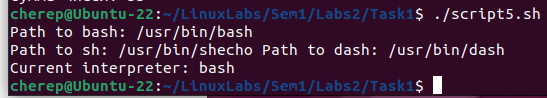 cherep@Ubuntu-22:~/LinuxLabs/Sem1/Labs2/Task1$ ./script5.sh
Path to bash: /usr/bin/bash
Path to sh: /usr/bin/shecho Path to dash: /usr/bin/dash
Current interpreter: bash
cherep@Ubuntu-22:~/LinuxLabs/Sem1/Labs2/Task1$